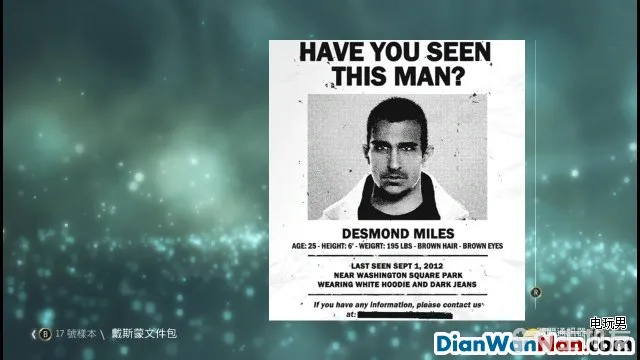 HAVE YOU SEEN
THIS MAN?
DESMOND MILES
AGE: 25 - HEIGHT: 6' - WEIGRT: 195 LBS - BROWN HAIR - BROWN EYES
LAST SEEN SEPT 1, 2012
NEAR WASHINGTON SQUARE PARK
WEARING WHITE HOODIE AND DARK JEANS
If you have any information, please contact us
at:
R
B 17 號樣本 \ 戴斯蒙文件包
电玩男
DianWanNan.com